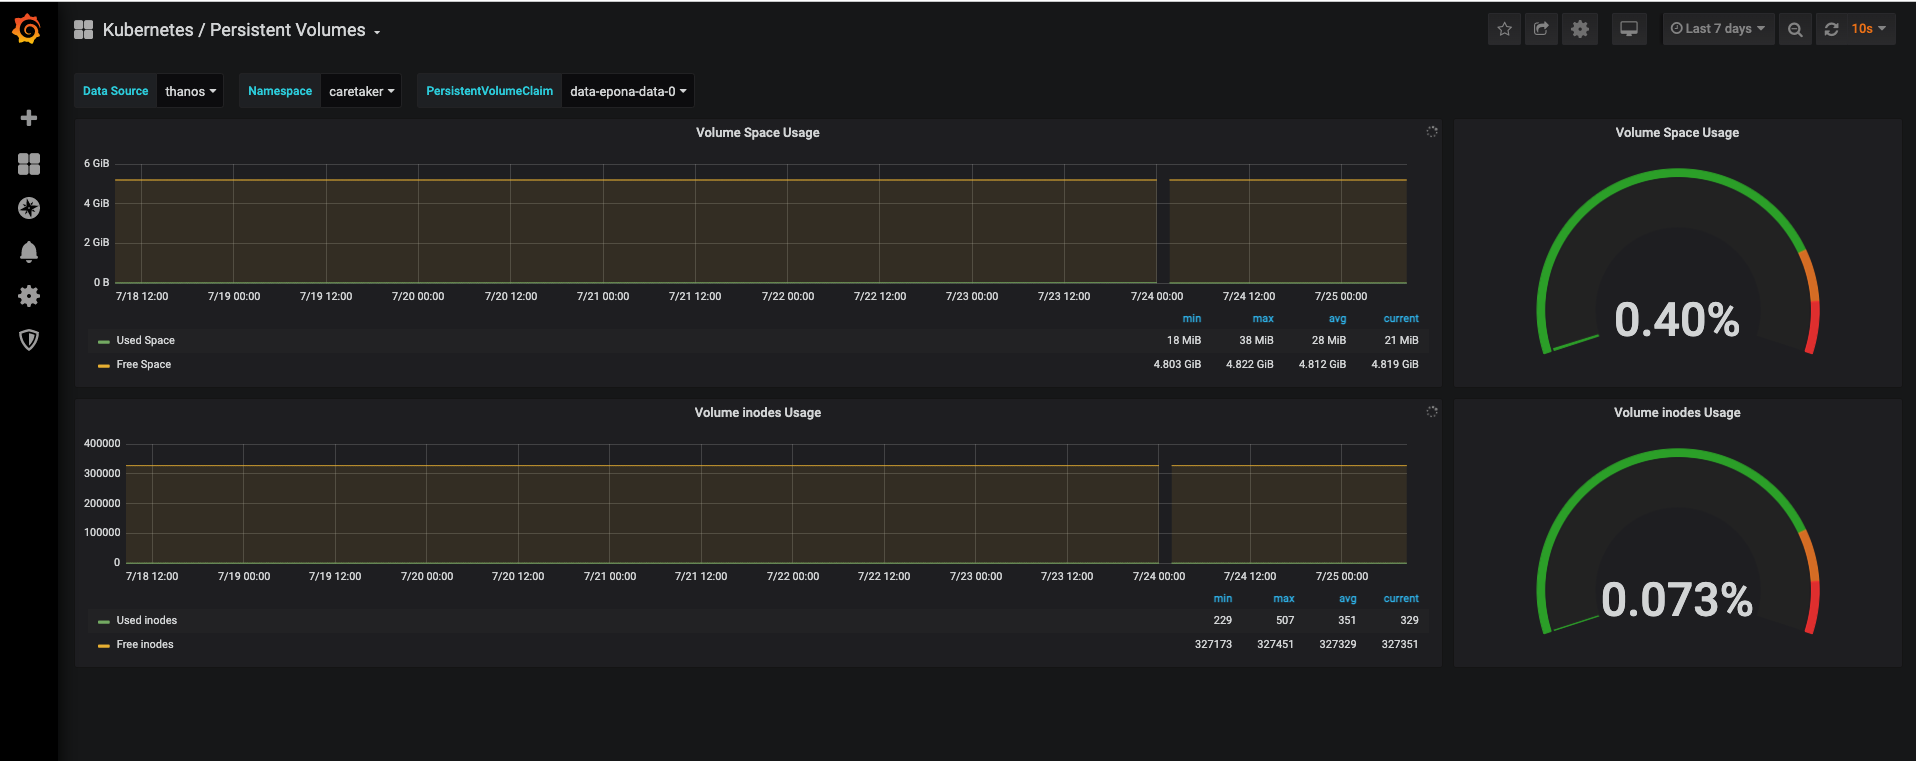 Kubernetes / Persistent Volumes
Last 7 days
10s
Data Source thanos Namespace caretaker PersistentVolumeClaim data-epona-data-0
Volume Space Usage
6 GiB
4 GiB
2 GiB
0 B
7/18 12:00 7/19 00:00 7/19 12:00 7/20 00:00 7/20 12:00 7/21 00:00 7/21 12:00 7/22 00:00 7/22 12:00 7/23 00:00 7/23 12:00 7/24 00:00 7/24 12:00 7/25 00:00
min max avg current
Used Space 18 MiB 38 MiB 28 MiB 21 MiB
Free Space 4.803 GiB 4.822 GiB 4.812 GiB 4.819 GiB
Volume Space Usage
0.40%
Volume inodes Usage
400000
300000
200000
100000
0
7/18 12:00 7/19 00:00 7/19 12:00 7/20 00:00 7/20 12:00 7/21 00:00 7/21 12:00 7/22 00:00 7/22 12:00 7/23 00:00 7/23 12:00 7/24 00:00 7/24 12:00 7/25 00:00
min max avg current
Used inodes 229 507 351 329
Free inodes 327173 327451 327329 327351
Volume inodes Usage
0.073%